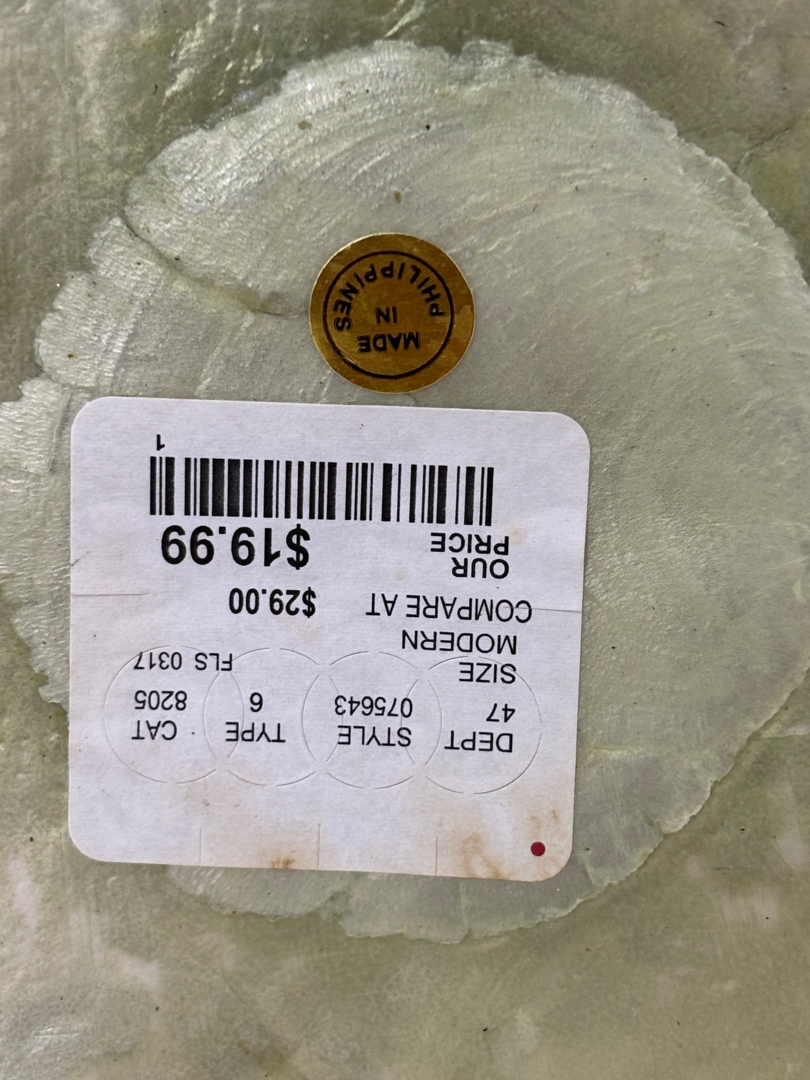 DEPT STYLE TYPE CAT
47 075643 6 8205
SIZE FLS 0317
MODERN
COMPARE AT $29.00
OUR
PRICE $19.99
1
MADE
IN
PHILIPPINES